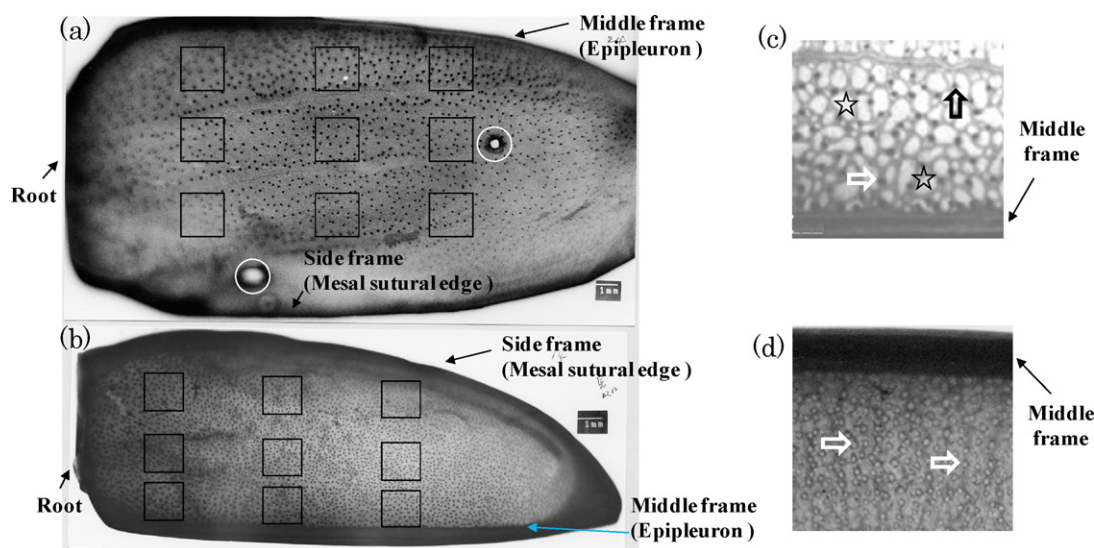 (a)
Middle frame
(Epipleuron )
Root
Side frame
(Mesal sutural edge )
1mm
(b)
Side frame
(Mesal sutural edge )
1mm
Root
Middle frame
(Epipleuron )
(c)
Middle
frame
(d)
Middle
frame